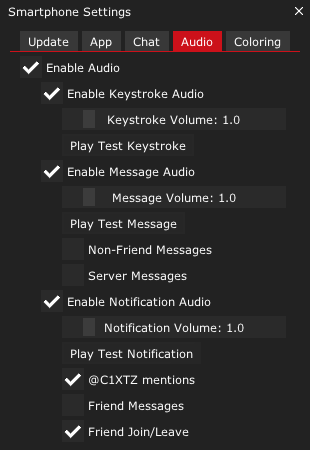 Smartphone Settings
Update App Chat Audio Coloring
Enable Audio
Enable Keystroke Audio
Keystroke Volume: 1.0
Play Test Keystroke
Enable Message Audio
Message Volume: 1.0
Play Test Message
Non-Friend Messages
Server Messages
Enable Notification Audio
Notification Volume: 1.0
Play Test Notification
@C1XTZ mentions
Friend Messages
Friend Join/Leave